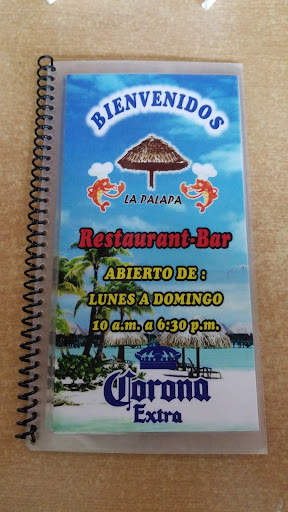 BIENVENIDOS
LA PALAPA
Restaurant-Bar
ABIERTO DE :
LUNES A DOMINGO
10 a.m. a 6:30 p.m.
Corona
Extra